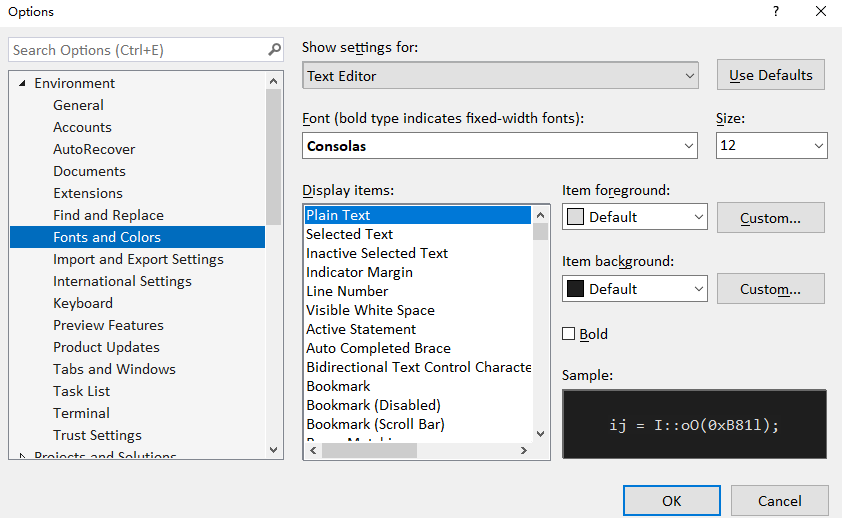 Options
?
Search Options (Ctrl+E)
Environment
General
Accounts
AutoRecover
Documents
Extensions
Find and Replace
Fonts and Colors
Import and Export Settings
International Settings
Keyboard
Preview Features
Product Updates
Tabs and Windows
Task List
Terminal
Trust Settings
Projects and Solutions
Show settings for:
Text Editor
Use Defaults
Font (bold type indicates fixed-width fonts):
Size:
Consolas
12
Display items:
Plain Text
Selected Text
Inactive Selected Text
Indicator Margin
Line Number
Visible White Space
Active Statement
Auto Completed Brace
Bidirectional Text Control Characte
Bookmark
Bookmark (Disabled)
Bookmark (Scroll Bar)
Item foreground:
Default
Custom...
Item background:
Default
Custom...
Bold
Sample:
ij = I::oO(0xB81l);
OK
Cancel